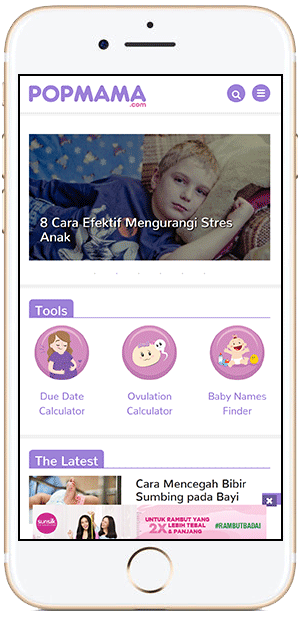 POPMAMA
.com
8 Cara Efektif Mengurangi Stres
Anak
Tools
Due Date
Calculator
Ovulation
Calculator
Baby Names
Finder
The Latest
Cara Mencegah Bibir
Sumbing pada Bayi
sunsilk
UNTUK RAMBUT YANG
2X LEBIH TEBAL
& PANJANG
#RAMBUTBADAI